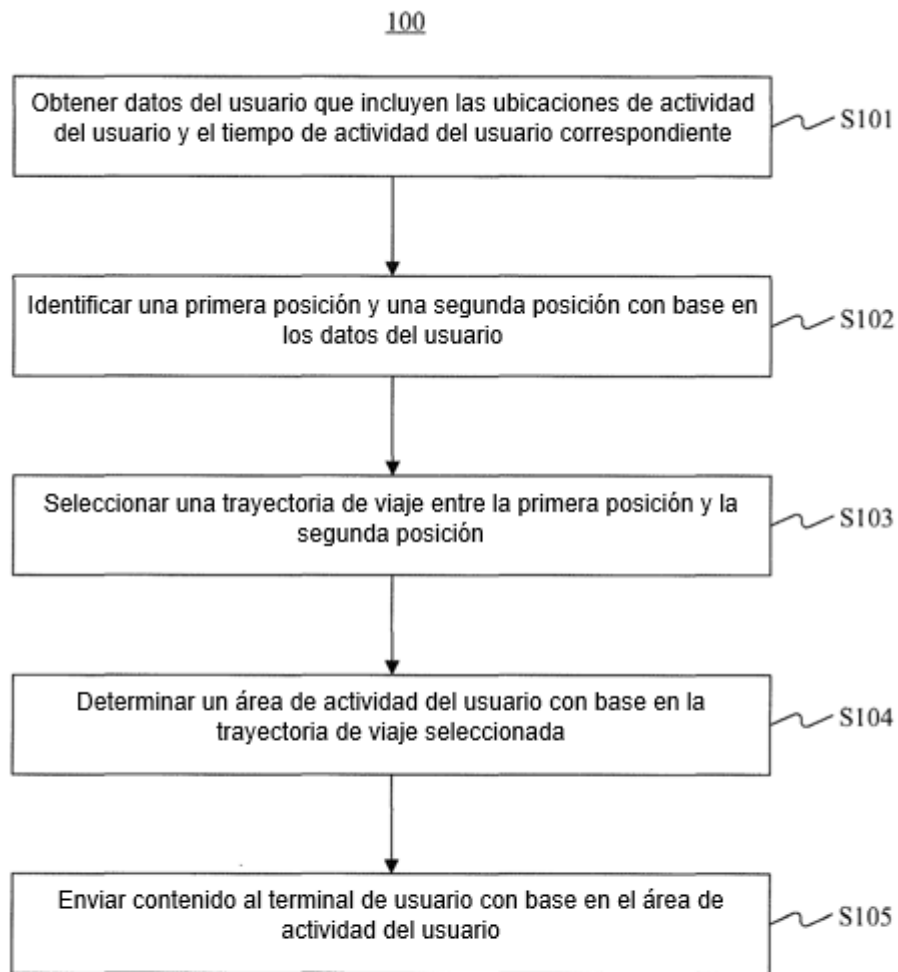 100
Obtener datos del usuario que incluyen las ubicaciones de actividad
del usuario y el tiempo de actividad del usuario correspondiente
S101
Identificar una primera posición y una segunda posición con base en
los datos del usuario
S102
Seleccionar una trayectoria de viaje entre la primera posición y la
segunda posición
S103
Determinar un área de actividad del usuario con base en la
trayectoria de viaje seleccionada
S104
Enviar contenido al terminal de usuario con base en el área de
actividad del usuario
S105